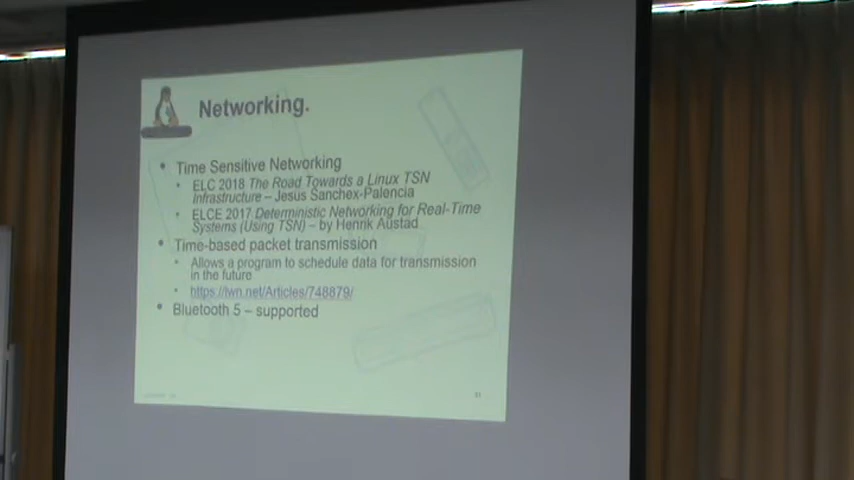 Networking.
• Time Sensitive Networking
• ELC 2018 The Road Towards a Linux TSN
Infrastructure – Jesus Sanchex-Palencia
• ELCE 2017 Deterministic Networking for Real-Time
Systems (Using TSN) – by Henrik Austad
• Time-based packet transmission
• Allows a program to schedule data for transmission
in the future
• https://lwn.net/Articles/748879/
• Bluetooth 5 – supported